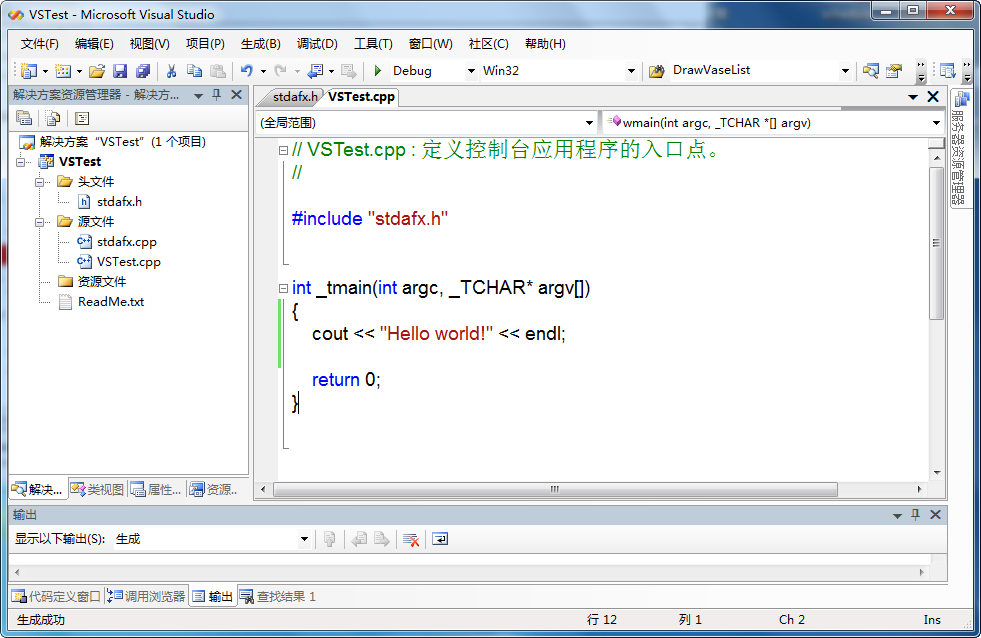 VSTest - Microsoft Visual Studio
文件(F) 编辑(E) 视图(V) 项目(P) 生成(B) 调试(D) 工具(T) 窗口(W) 社区(C) 帮助(H)
Debug Win32 DrawVaseList
解决方案资源管理器 - 解决方...
stdafx.h VSTest.cpp
(全局范围) wmain(int argc, _TCHAR *[] argv)
解决方案 “VSTest” (1 个项目)
VSTest
头文件
stdafx.h
源文件
stdafx.cpp
VSTest.cpp
资源文件
ReadMe.txt
// VSTest.cpp : 定义控制台应用程序的入口点。
//
#include "stdafx.h"
int _tmain(int argc, _TCHAR* argv[])
{
cout << "Hello world!" << endl;
return 0;
}
服务器资源管理器
解决... 类视图 属性... 资源...
输出
显示以下输出(S): 生成
代码定义窗口 调用浏览器 输出 查找结果 1
生成成功 行 12 列 1 Ch 2 Ins